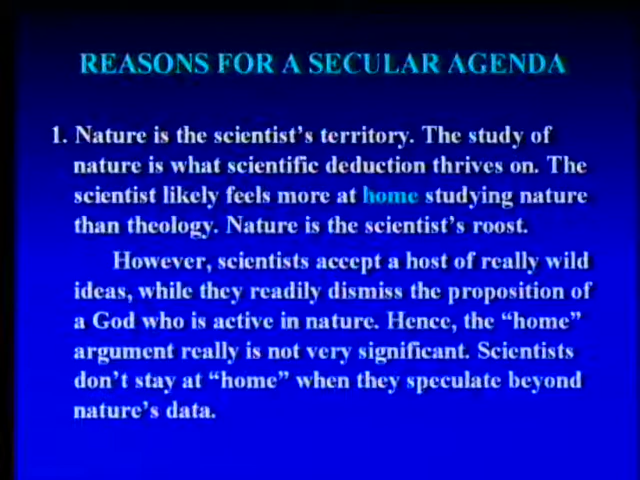 REASONS FOR A SECULAR AGENDA
1. Nature is the scientist's territory. The study of
nature is what scientific deduction thrives on. The
scientist likely feels more at home studying nature
than theology. Nature is the scientist's roost.
However, scientists accept a host of really wild
ideas, while they readily dismiss the proposition of
a God who is active in nature. Hence, the “home”
argument really is not very significant. Scientists
don't stay at “home” when they speculate beyond
nature's data.